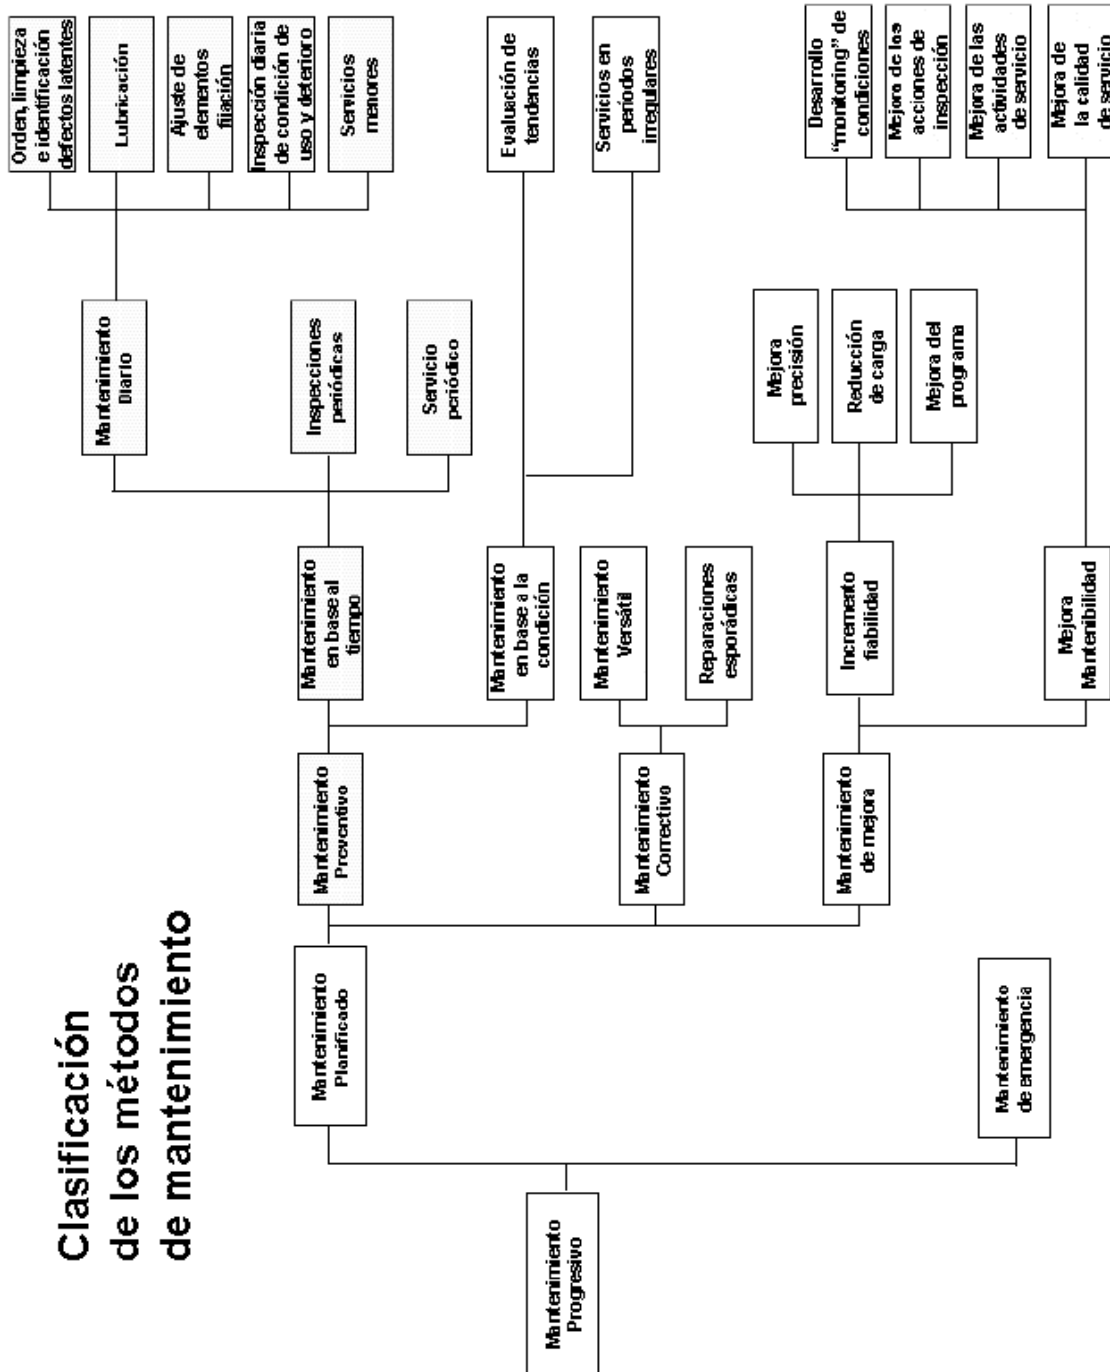 Clasificación
de los métodos
de mantenimiento
Mantenimiento
Progresivo
Mantenimiento
Planificado
Mantenimiento
de emergencia
Mantenimiento
Preventivo
Mantenimiento
Correctivo
Mantenimiento
de mejora
Mantenimiento
en base al
tiempo
Mantenimiento
en base a la
condición
Mantenimiento
Versátil
Reparaciones
esporádicas
Incremento
fiabilidad
Mejora
Mantenibilidad
Mantenimiento
Diario
Inspecciones
periódicas
Servicio
periódico
Mejora
precisión
Reducción
de carga
Mejora del
programa
Orden, limpieza
e identificación
defectos latentes
Lubricación
Ajuste de
elementos
fijación
Inspección diaria
de condición de
uso y deterioro
Servicios
menores
Evaluación de
tendencias
Servicios en
períodos
irregulares
Desarrollo
“monitoring” de
condiciones
Mejora de las
acciones de
inspección
Mejora de las
actividades
de servicio
Mejora de
la calidad
de servicio